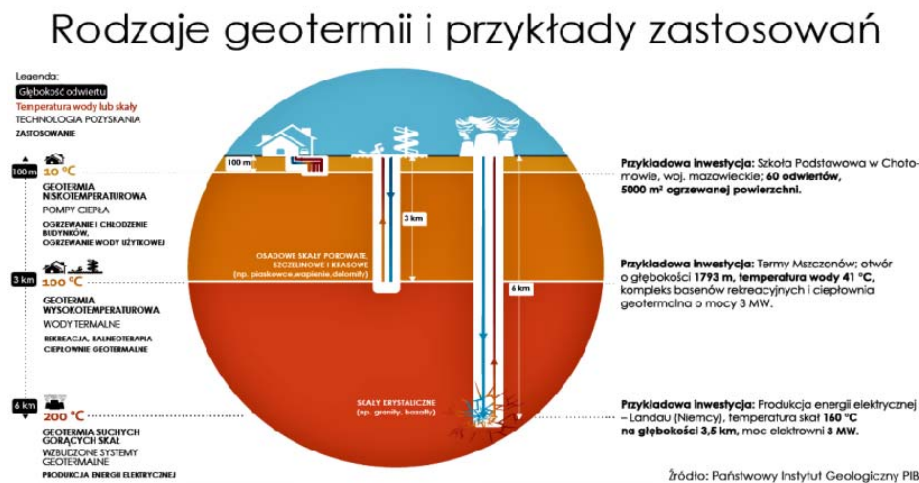 Rodzaje geotermii i przykłady zastosowań
Legenda:
Głębokość odwiertu
Temperatura wody lub skały
TECHNOLOGIA POZYSKANIA
ZASTOSOWANIE
100 m
10 °C
GEOTERMIA
NISKOTEMPERATUROWA
POMPY CIEPŁA
OGRZEWANIE I CHŁODZENIE
BUDYNKÓW,
OGRZEWANIE WODY UŻYTKOWEJ
3 km
100 °C
GEOTERMIA
WYSOKOTEMPERATUROWA
WODY TERMALNE
REKREACJA, BALNEOTERAPIA
CIEPŁOWNIE GEOTERMALNE
6 km
200 °C
GEOTERMIA SUCHYCH
GORĄCYCH SKAŁ
WZBUDZONE SYSTEMY
GEOTERMALNE
PRODUKCJA ENERGII ELEKTRYCZNEJ
100 m
3 km
OSADOWE SKAŁY POROWATE,
SZCZELINOWE I KRASOWE
(np. piaskowce,wapienie,dolomity)
6 km
SKAŁY KRYSTALICZNE
(np. granity, bazalty)
Przykładowa inwestycja: Szkoła Podstawowa w Choto-
mowie, woj. mazowieckie; 60 odwiertów,
5000 m² ogrzewanej powierzchni.
Przykładowa inwestycja: Termy Mszczonów; otwór
o głębokości 1793 m, temperatura wody 41 °C,
kompleks basenów rekreacyjnych i ciepłownia
geotermalna o mocy 3 MW.
Przykładowa inwestycja: Produkcja energii elektrycznej
– Landau (Niemcy), temperatura skał 160 °C
na głębokości 3,5 km, moc elektrowni 3 MW.
Źródło: Państwowy Instytut Geologiczny PIB